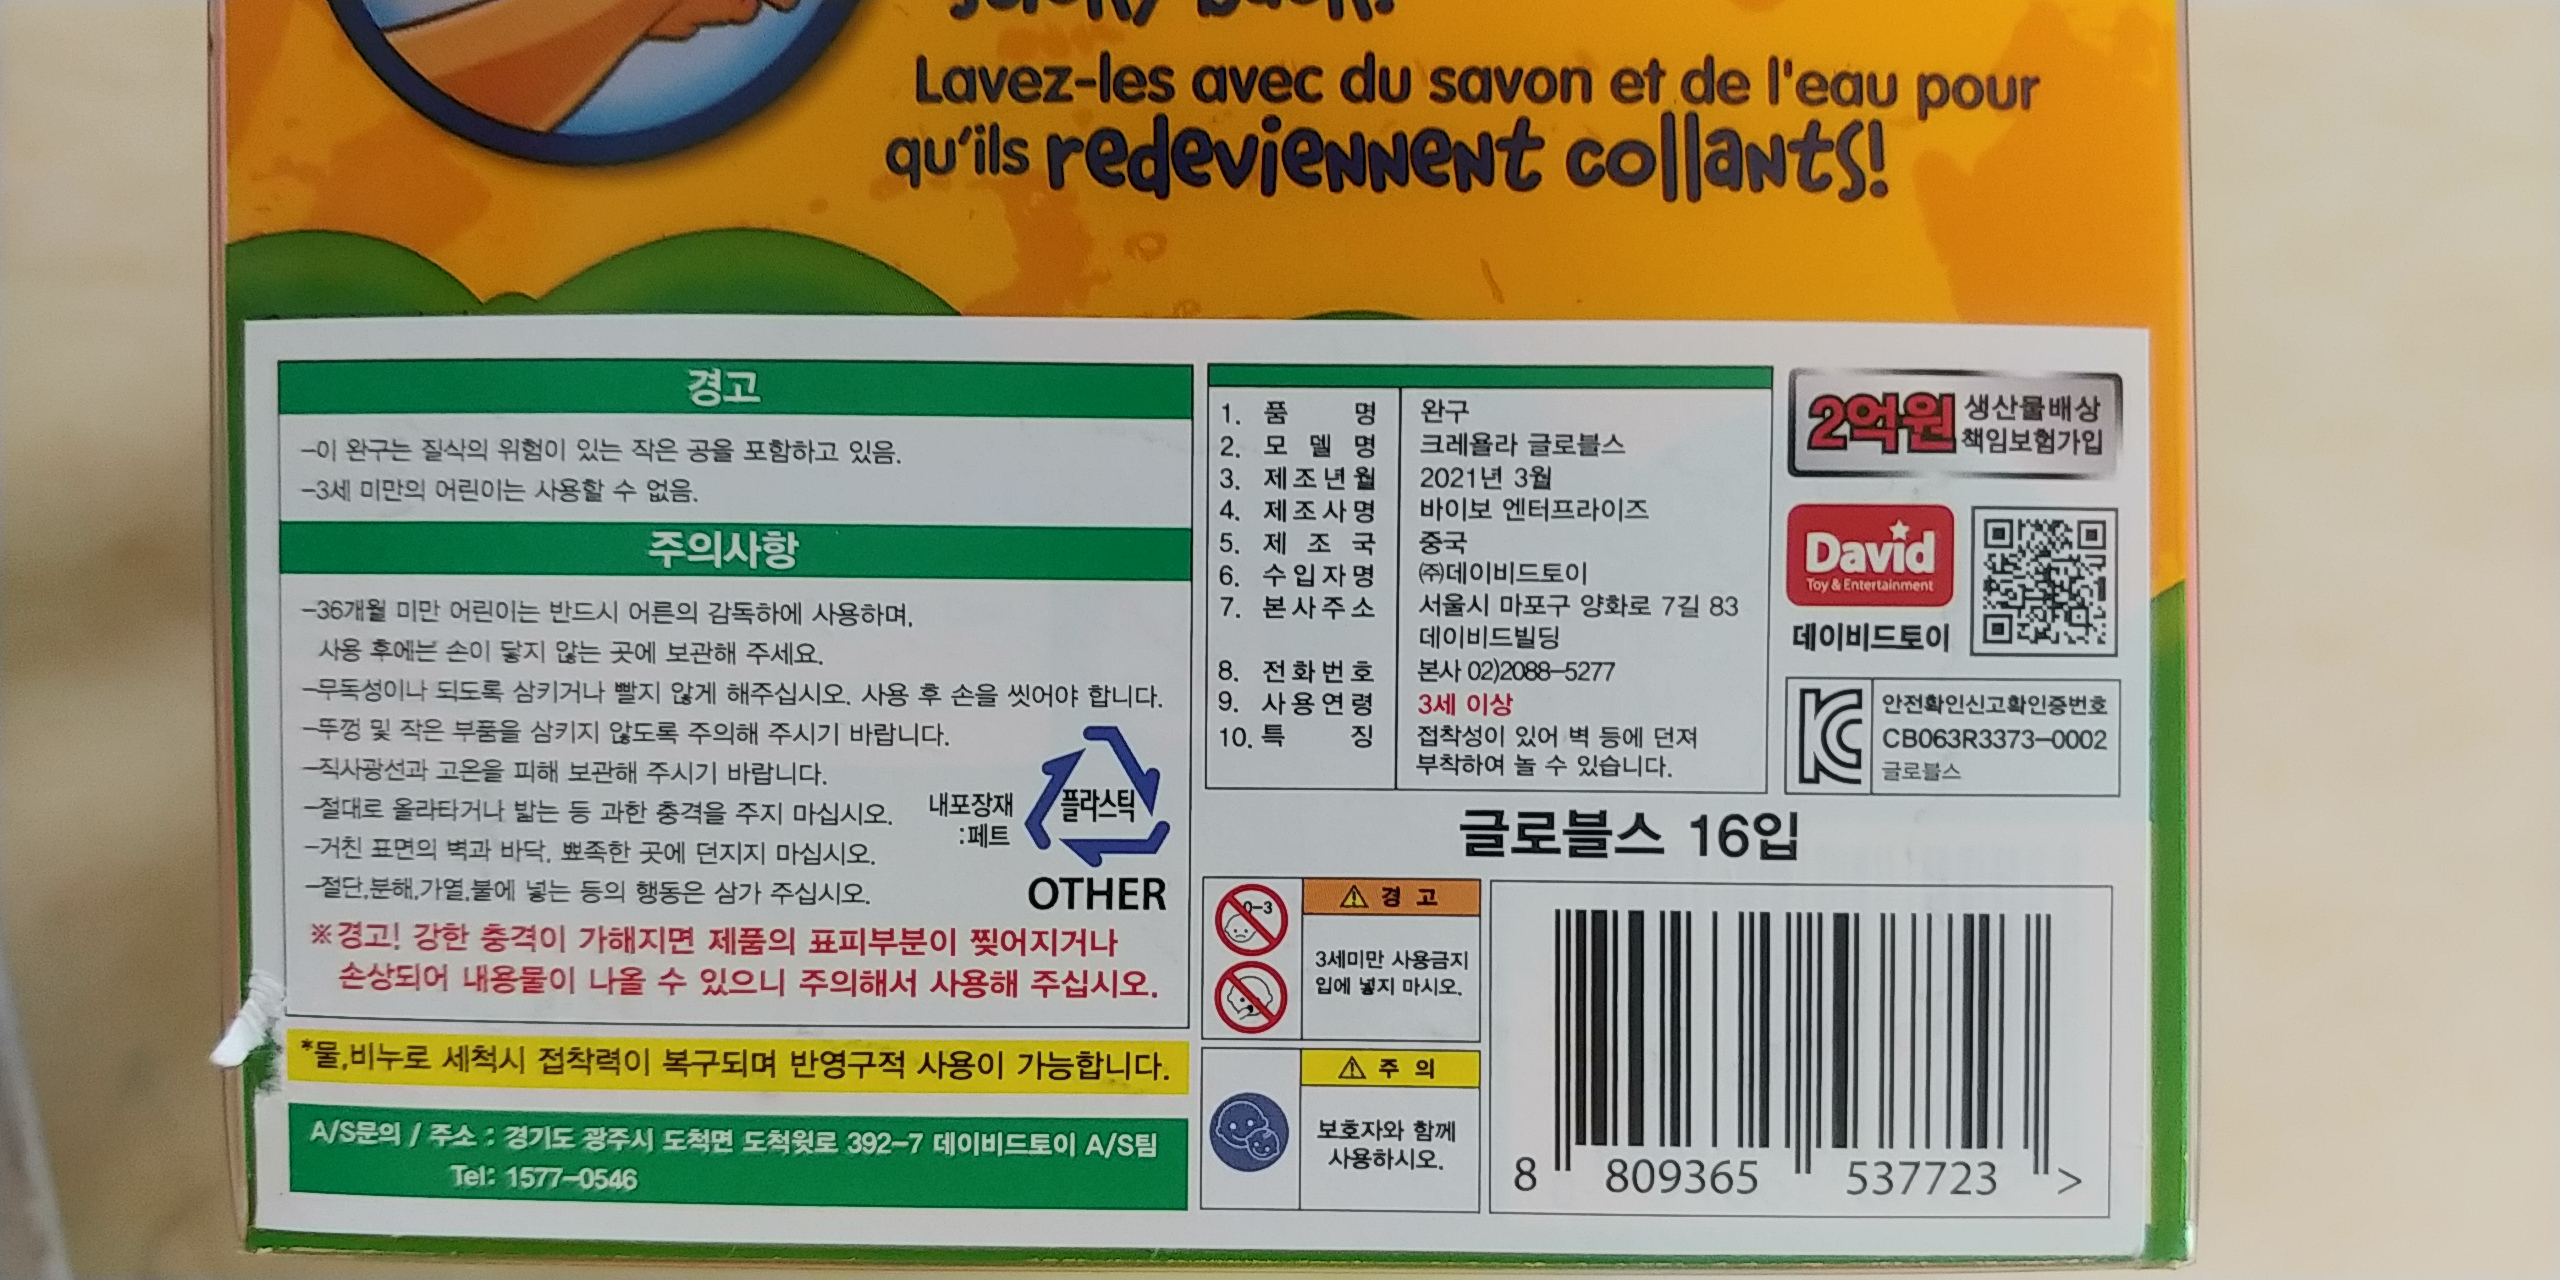 Lavez-les avec du savon et de l'eau pour
qu'ils redeviennent collants!
경고
-이 완구는 질식의 위험이 있는 작은 공을 포함하고 있음.
-3세 미만의 어린이는 사용할 수 없음.
주의사항
-36개월 미만 어린이는 반드시 어른의 감독하에 사용하며,
사용 후에는 손이 닿지 않는 곳에 보관해 주세요.
-무독성이나 되도록 삼키거나 빨지 않게 해주십시오. 사용 후 손을 씻어야 합니다.
-뚜껑 및 작은 부품을 삼키지 않도록 주의해 주시기 바랍니다.
-직사광선과 고온을 피해 보관해 주시기 바랍니다.
-절대로 올라타거나 밟는 등 과한 충격을 주지 마십시오.
-거친 표면의 벽과 바닥, 뾰족한 곳에 던지지 마십시오.
-절단,분해,가열,불에 넣는 등의 행동은 삼가 주십시오.
내포장재
:페트
플라스틱
OTHER
※경고! 강한 충격이 가해지면 제품의 표피부분이 찢어지거나
손상되어 내용물이 나올 수 있으니 주의해서 사용해 주십시오.
*물,비누로 세척시 접착력이 복구되며 반영구적 사용이 가능합니다.
A/S문의 / 주소 : 경기도 광주시 도척면 도척윗로 392-7 데이비드토이 A/S팀
Tel: 1577-0546
1. 품 명 완구
2. 모 델 명 크레욜라 글로블스
3. 제조년월 2021년 3월
4. 제조사명 바이보 엔터프라이즈
5. 제 조 국 중국
6. 수입자명 ㈜데이비드토이
7. 본사주소 서울시 마포구 양화로 7길 83
데이비드빌딩
8. 전화번호 본사 02)2088-5277
9. 사용연령 3세 이상
10. 특 징 접착성이 있어 벽 등에 던져
부착하여 놀 수 있습니다.
2억원 생산물배상
책임보험가입
David
Toy & Entertainment
데이비드토이
안전확인신고확인증번호
CB063R3373-0002
글로블스
글로블스 16입
0-3
경 고
3세미만 사용금지
입에 넣지 마시오.
주 의
보호자와 함께
사용하시오.
8 809365 537723 >